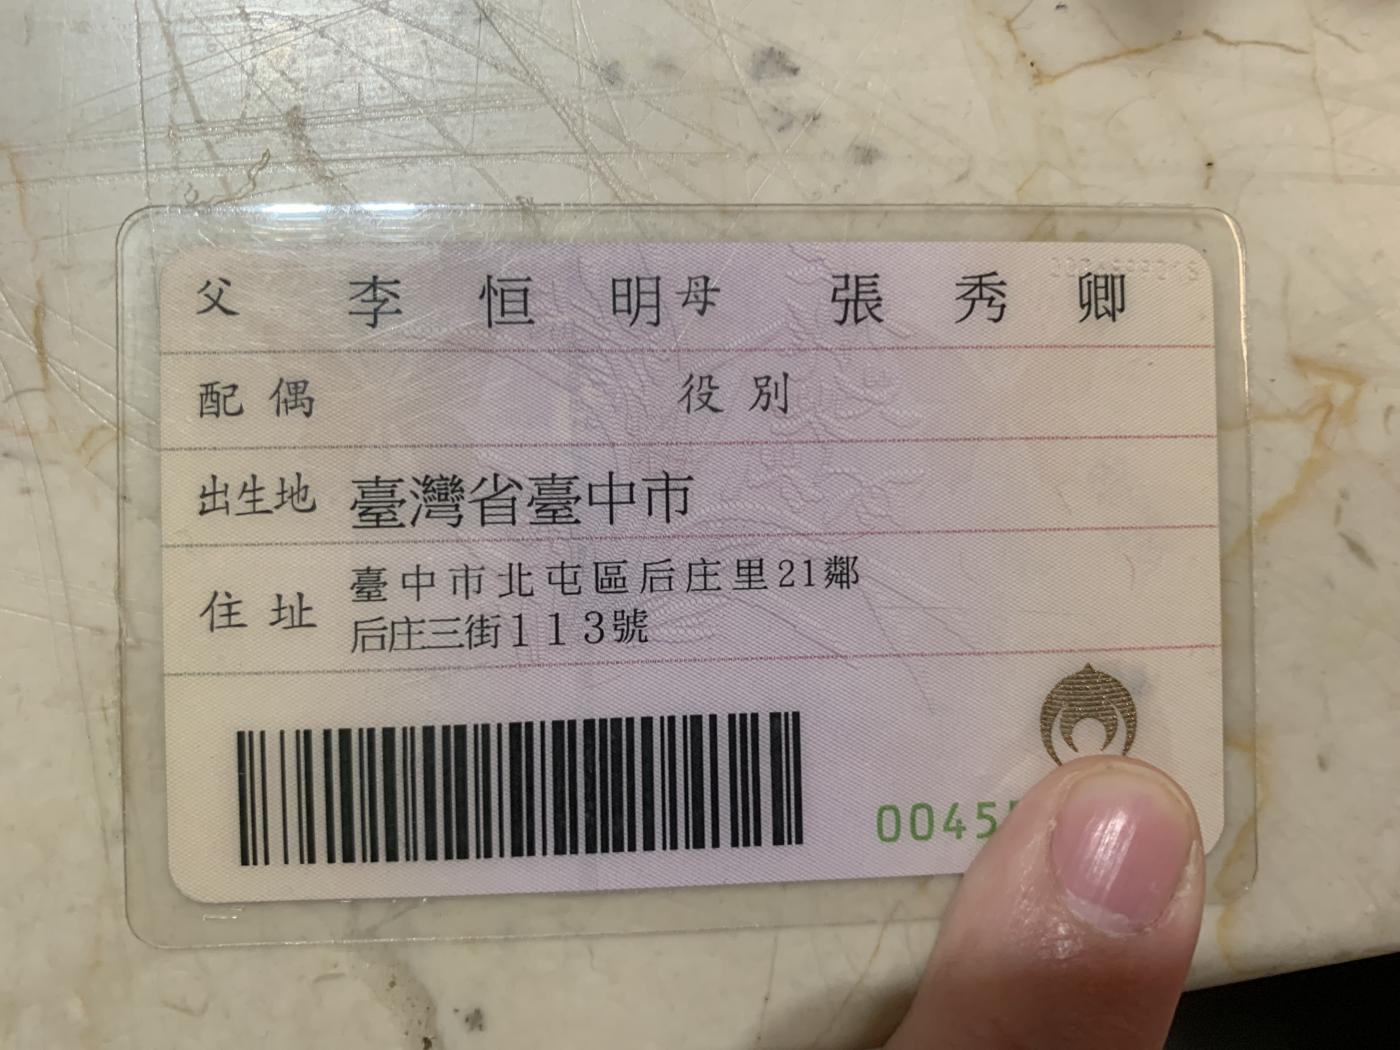 父 李恒明 母 張秀卿
配偶 役別
出生地 臺灣省臺中市
住址 臺中市北屯區后庄里21鄰
后庄三街113號
0045